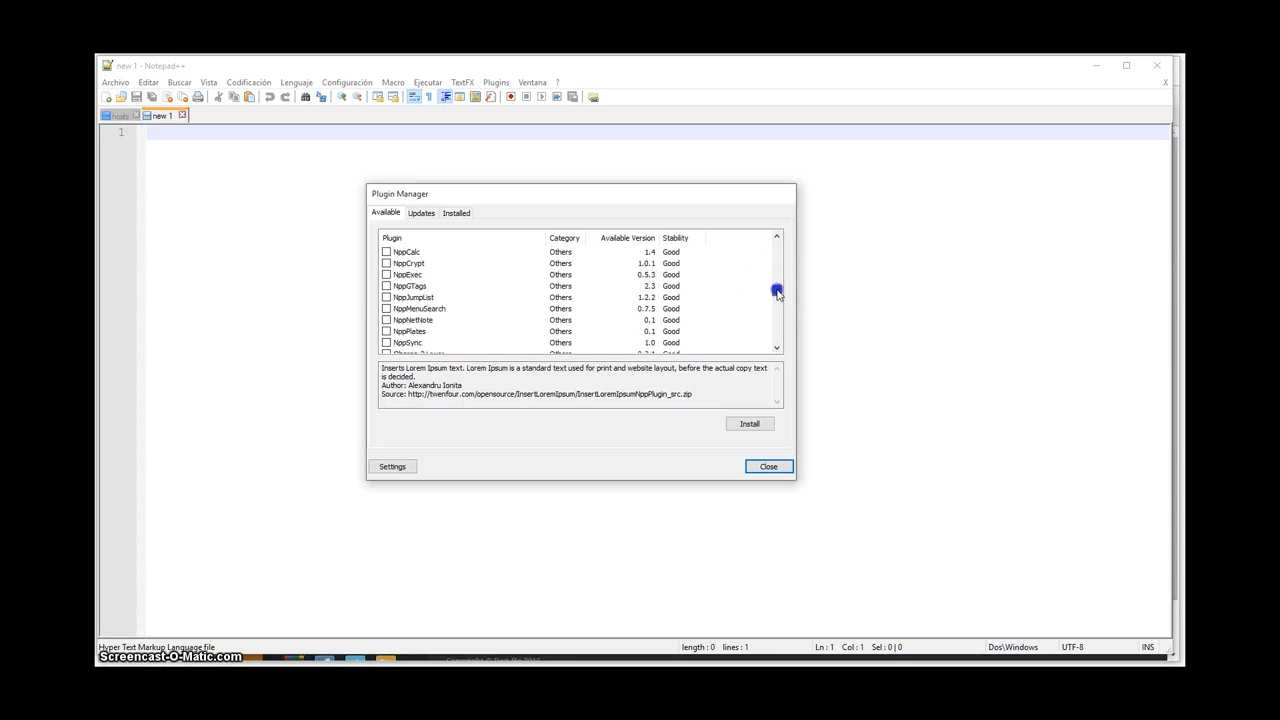 new 1 - Notepad++
Archivo Editar Buscar Vista Codificación Lenguaje Configuración Macro Ejecutar TextFX Plugins Ventana ? X
hosts new 1
1
Plugin Manager
Available Updates Installed
Plugin Category Available Version Stability
NppCalc Others 1.4 Good
NppCrypt Others 1.0.1 Good
NppExec Others 0.5.3 Good
NppGTags Others 2.3 Good
NppJumpList Others 1.2.2 Good
NppMenuSearch Others 0.7.5 Good
NppNetNote Others 0.1 Good
NppPlates Others 0.1 Good
NppSync Others 1.0 Good
Inserts Lorem Ipsum text. Lorem Ipsum is a standard text used for print and website layout, before the actual copy text
is decided.
Author: Alexandru Ionita
Source: http://twenfour.com/opensource/InsertLoremIpsum/InsertLoremIpsumNppPlugin_src.zip
Install
Settings Close
Hyper Text Markup Language file length : 0 lines : 1 Ln : 1 Col : 1 Sel : 0 | 0 Dos\Windows UTF-8 INS
Screencast-O-Matic.com